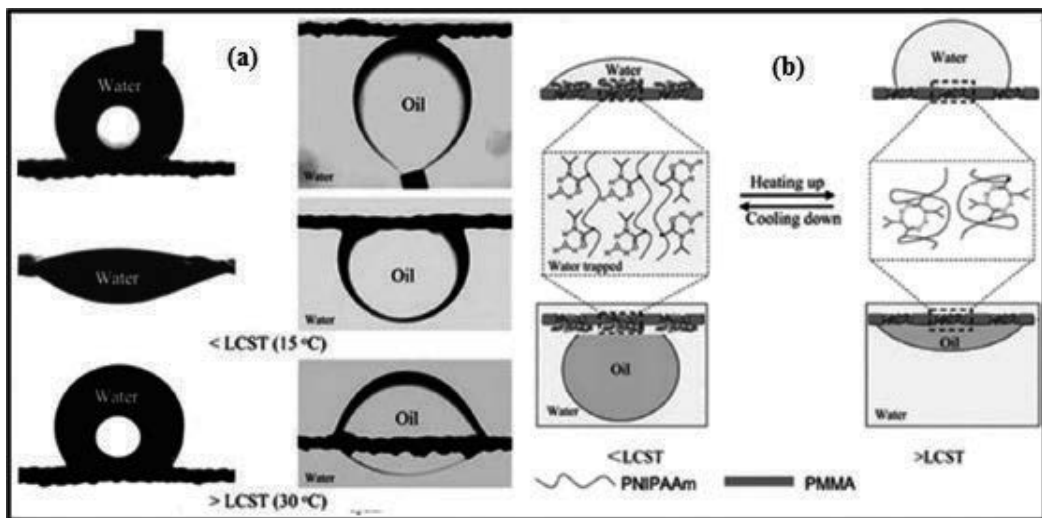 (a)
Water
Oil
Water
Water
Oil
Water
< LCST (15 °C)
Water
Oil
Water
> LCST (30 °C)
(b)
Water
Water
Water trapped
Heating up
Cooling down
Oil
Water
Oil
Water
<LCST
>LCST
PNIPAAm
PMMA